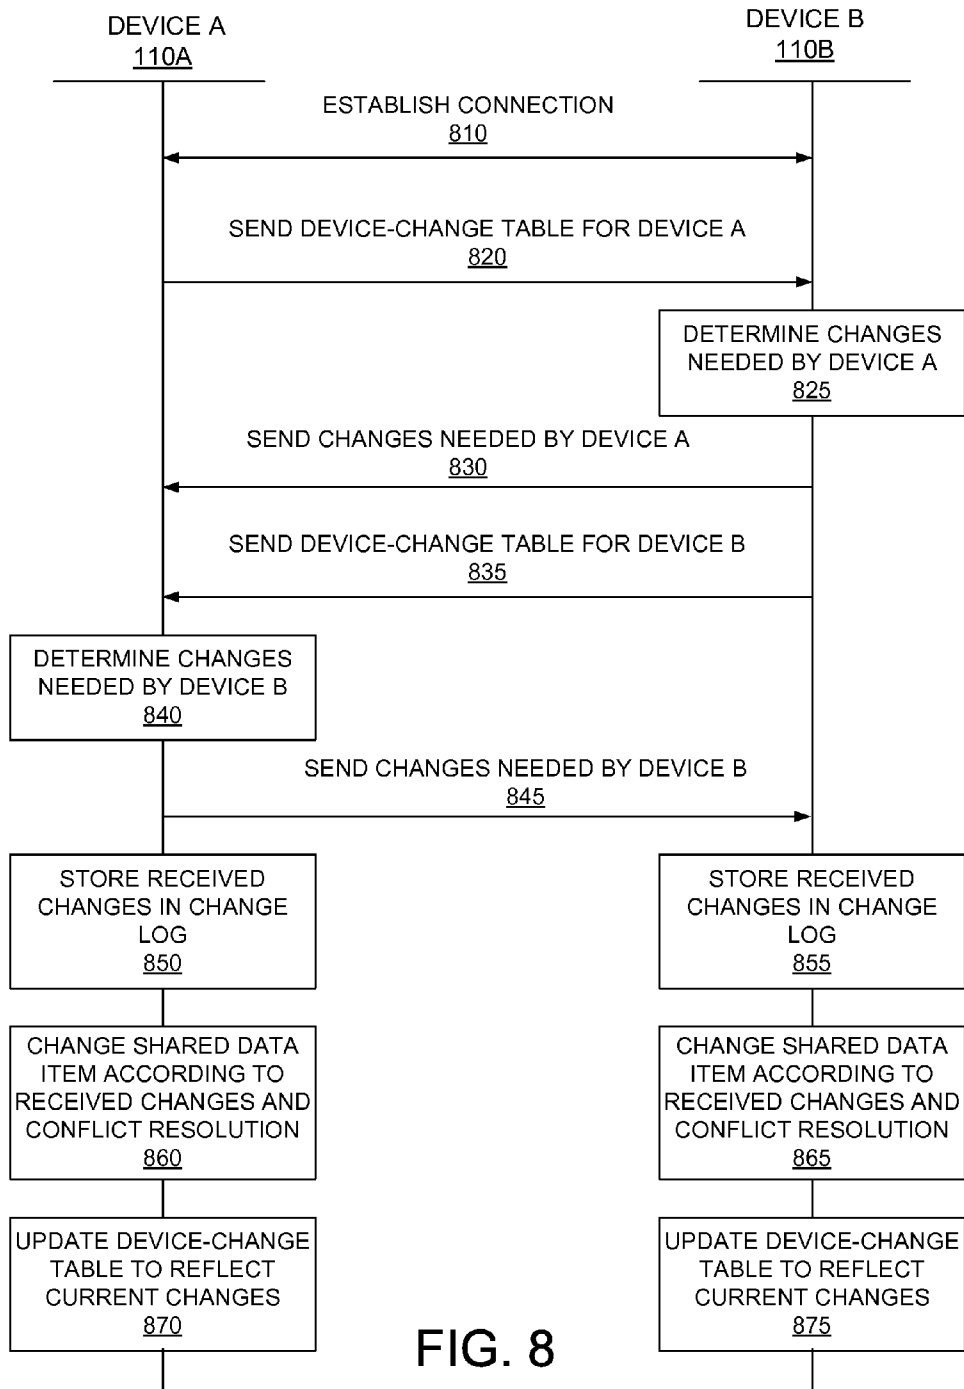 DEVICE A
110A
DEVICE B
110B
ESTABLISH CONNECTION
810
SEND DEVICE-CHANGE TABLE FOR DEVICE A
820
DETERMINE CHANGES
NEEDED BY DEVICE A
825
SEND CHANGES NEEDED BY DEVICE A
830
SEND DEVICE-CHANGE TABLE FOR DEVICE B
835
DETERMINE CHANGES
NEEDED BY DEVICE B
840
SEND CHANGES NEEDED BY DEVICE B
845
STORE RECEIVED
CHANGES IN CHANGE
LOG
850
STORE RECEIVED
CHANGES IN CHANGE
LOG
855
CHANGE SHARED DATA
ITEM ACCORDING TO
RECEIVED CHANGES AND
CONFLICT RESOLUTION
860
CHANGE SHARED DATA
ITEM ACCORDING TO
RECEIVED CHANGES AND
CONFLICT RESOLUTION
865
UPDATE DEVICE-CHANGE
TABLE TO REFLECT
CURRENT CHANGES
870
UPDATE DEVICE-CHANGE
TABLE TO REFLECT
CURRENT CHANGES
875
FIG. 8